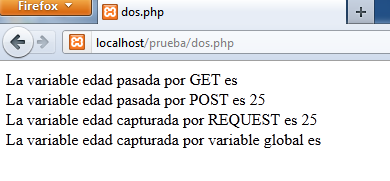 Firefox
dos.php
localhost/prueba/dos.php
La variable edad pasada por GET es
La variable edad pasada por POST es 25
La variable edad capturada por REQUEST es 25
La variable edad capturada por variable global es